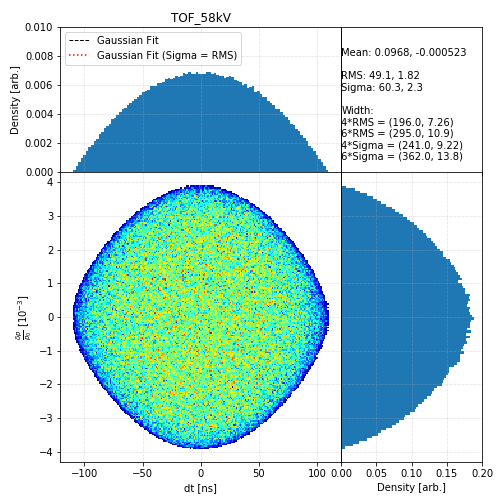 TOF_58kV
0.010
0.008
0.006
0.004
0.002
0.000
Density [arb.]
Gaussian Fit
Gaussian Fit (Sigma = RMS)
Mean: 0.0968, -0.000523
RMS: 49.1, 1.82
Sigma: 60.3, 2.3
Width:
4*RMS = (196.0, 7.26)
6*RMS = (295.0, 10.9)
4*Sigma = (241.0, 9.22)
6*Sigma = (362.0, 13.8)
4
3
2
1
0
−1
−2
−3
−4
δp/p₀ [10⁻³]
−100 −50 0 50 100
dt [ns]
0.00 0.05 0.10 0.15 0.20
Density [arb.]